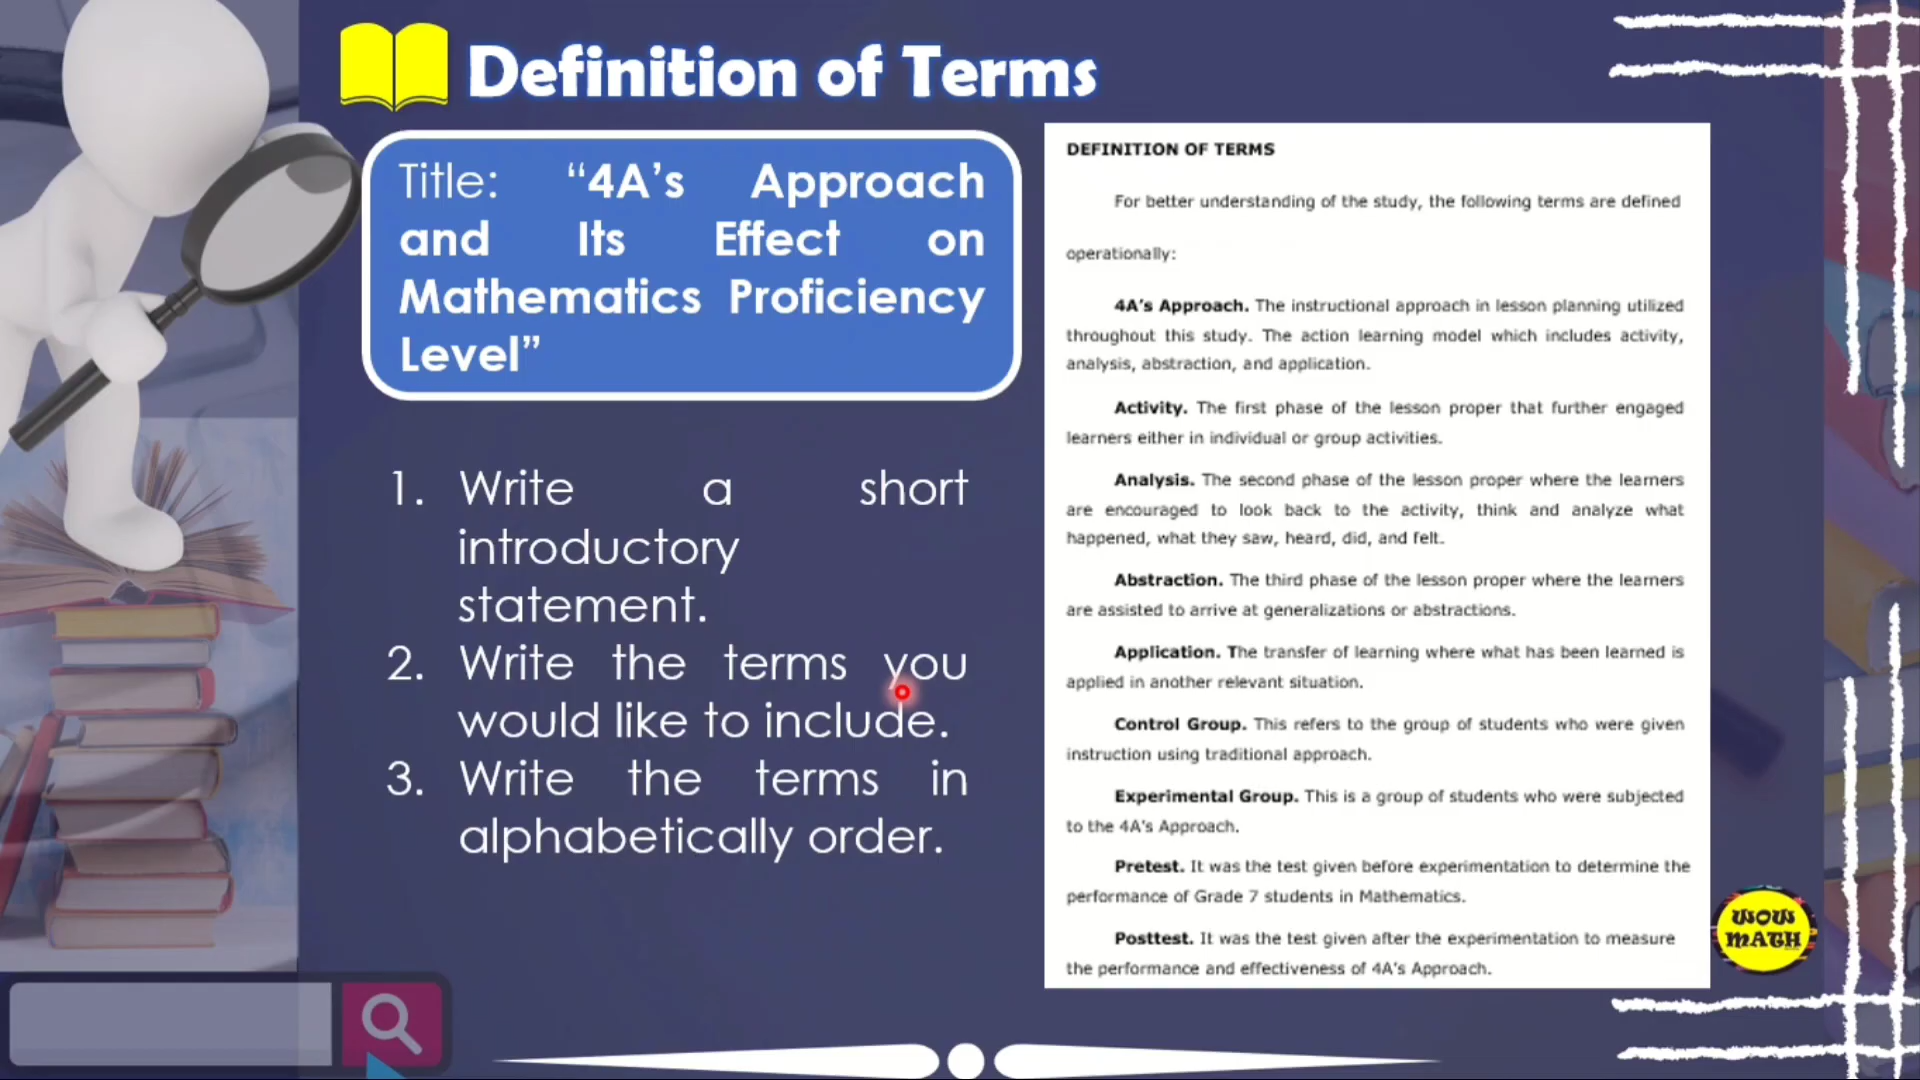 Definition of Terms
Title: “4A’s Approach
and Its Effect on
Mathematics Proficiency
Level”
1. Write a short
introductory
statement.
2. Write the terms you
would like to include.
3. Write the terms in
alphabetically order.
DEFINITION OF TERMS
For better understanding of the study, the following terms are defined
operationally:
4A’s Approach. The instructional approach in lesson planning utilized
throughout this study. The action learning model which includes activity,
analysis, abstraction, and application.
Activity. The first phase of the lesson proper that further engaged
learners either in individual or group activities.
Analysis. The second phase of the lesson proper where the learners
are encouraged to look back to the activity, think and analyze what
happened, what they saw, heard, did, and felt.
Abstraction. The third phase of the lesson proper where the learners
are assisted to arrive at generalizations or abstractions.
Application. The transfer of learning where what has been learned is
applied in another relevant situation.
Control Group. This refers to the group of students who were given
instruction using traditional approach.
Experimental Group. This is a group of students who were subjected
to the 4A’s Approach.
Pretest. It was the test given before experimentation to determine the
performance of Grade 7 students in Mathematics.
Posttest. It was the test given after the experimentation to measure
the performance and effectiveness of 4A’s Approach.
WOW
MATH